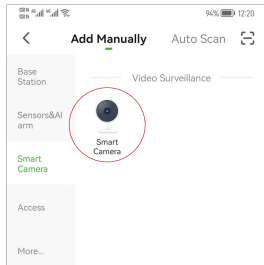 94% 12:20
Add Manually Auto Scan
Base
Station
Video Surveillance
Sensors&Al
arm
Smart
Camera
Smart
Camera
Access
More...